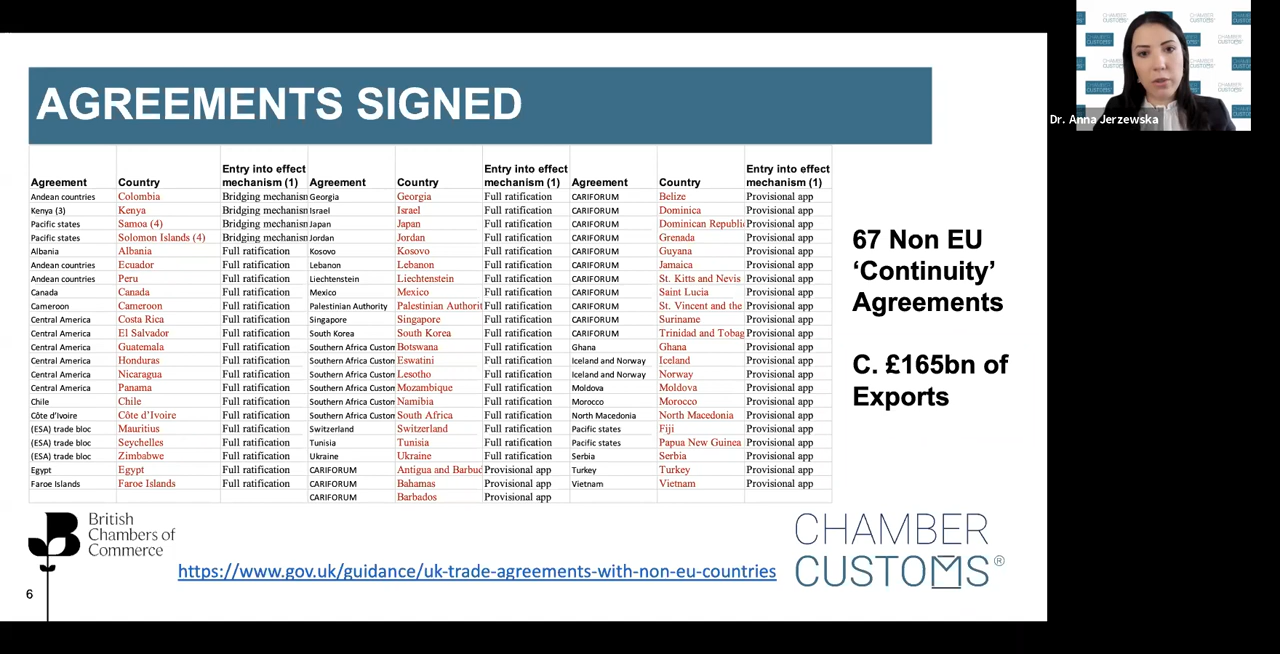 AGREEMENTS SIGNED
Agreement Country Entry into effect mechanism (1) Agreement Country Entry into effect mechanism (1) Agreement Country Entry into effect mechanism (1)
Andean countries Colombia Bridging mechanism Georgia Georgia Full ratification CARIFORUM Belize Provisional app
Kenya (3) Kenya Bridging mechanism Israel Israel Full ratification CARIFORUM Dominica Provisional app
Pacific states Samoa (4) Bridging mechanism Japan Japan Full ratification CARIFORUM Dominican Republi Provisional app
Pacific states Solomon Islands (4) Bridging mechanism Jordan Jordan Full ratification CARIFORUM Grenada Provisional app
Albania Albania Full ratification Kosovo Kosovo Full ratification CARIFORUM Guyana Provisional app
Andean countries Ecuador Full ratification Lebanon Lebanon Full ratification CARIFORUM Jamaica Provisional app
Andean countries Peru Full ratification Liechtenstein Liechtenstein Full ratification CARIFORUM St. Kitts and Nevis Provisional app
Canada Canada Full ratification Mexico Mexico Full ratification CARIFORUM Saint Lucia Provisional app
Cameroon Cameroon Full ratification Palestinian Authority Palestinian Authorit Full ratification CARIFORUM St. Vincent and the Provisional app
Central America Costa Rica Full ratification Singapore Singapore Full ratification CARIFORUM Suriname Provisional app
Central America El Salvador Full ratification South Korea South Korea Full ratification CARIFORUM Trinidad and Tobag Provisional app
Central America Guatemala Full ratification Southern Africa Custom Botswana Full ratification Ghana Ghana Provisional app
Central America Honduras Full ratification Southern Africa Custom Eswatini Full ratification Iceland and Norway Iceland Provisional app
Central America Nicaragua Full ratification Southern Africa Custom Lesotho Full ratification Iceland and Norway Norway Provisional app
Central America Panama Full ratification Southern Africa Custom Mozambique Full ratification Moldova Moldova Provisional app
Chile Chile Full ratification Southern Africa Custom Namibia Full ratification Morocco Morocco Provisional app
Côte d'Ivoire Côte d'Ivoire Full ratification Southern Africa Custom South Africa Full ratification North Macedonia North Macedonia Provisional app
(ESA) trade bloc Mauritius Full ratification Switzerland Switzerland Full ratification Pacific states Fiji Provisional app
(ESA) trade bloc Seychelles Full ratification Tunisia Tunisia Full ratification Pacific states Papua New Guinea Provisional app
(ESA) trade bloc Zimbabwe Full ratification Ukraine Ukraine Full ratification Serbia Serbia Provisional app
Egypt Egypt Full ratification CARIFORUM Antigua and Barbud Provisional app Turkey Turkey Provisional app
Faroe Islands Faroe Islands Full ratification CARIFORUM Bahamas Provisional app Vietnam Vietnam Provisional app
CARIFORUM Barbados Provisional app
67 Non EU
‘Continuity’
Agreements
C. £165bn of
Exports
British
Chambers of
Commerce
https://www.gov.uk/guidance/uk-trade-agreements-with-non-eu-countries
CHAMBER
CUSTOMS®
6
Dr. Anna Jerzewska
CHAMBER
CUSTOMS